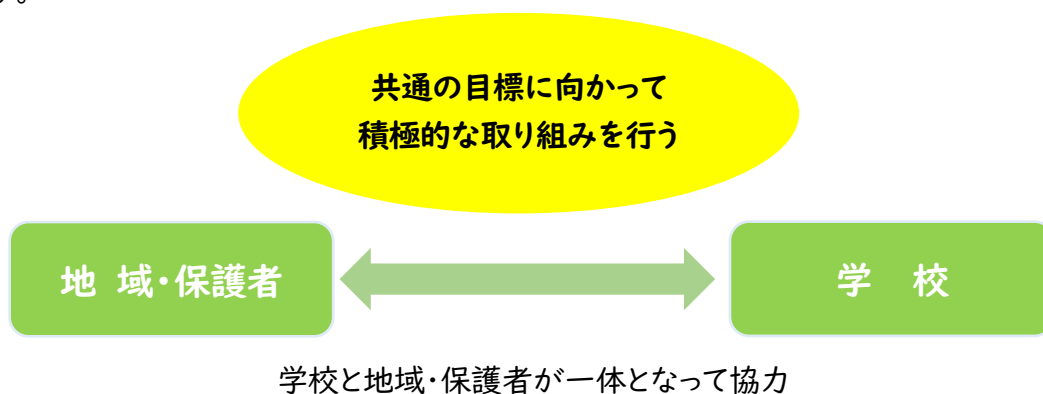 る。
共通の目標に向かって
積極的な取り組みを行う
地 域・保護者
学 校
学校と地域・保護者が一体となって協力